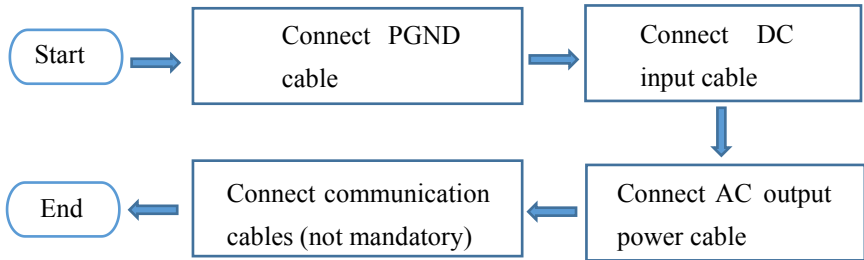 Start
Connect PGND
cable
Connect DC
input cable
Connect AC output
power cable
Connect communication
cables (not mandatory)
End